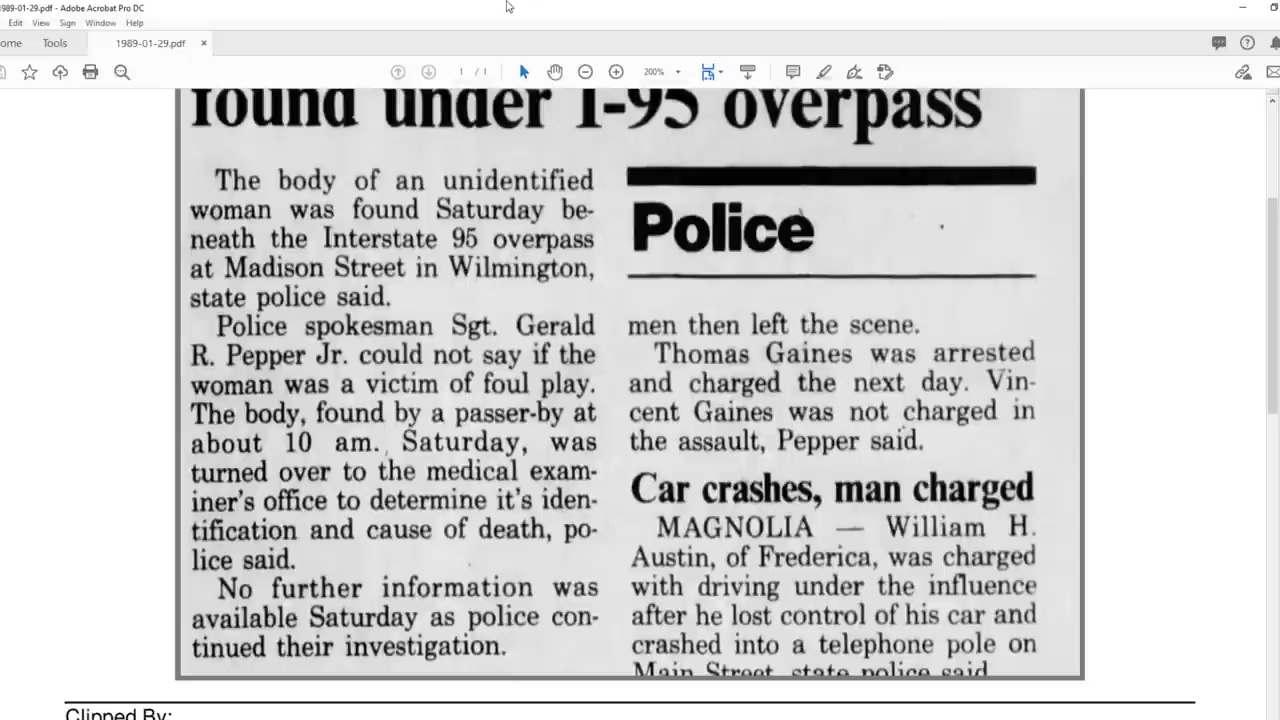 1989-01-29.pdf - Adobe Acrobat Pro DC
Edit View Sign Window Help
ome Tools 1989-01-29.pdf ×
1 / 1 200%
found under I-95 overpass
The body of an unidentified
woman was found Saturday be-
neath the Interstate 95 overpass
at Madison Street in Wilmington,
state police said.
Police spokesman Sgt. Gerald
R. Pepper Jr. could not say if the
woman was a victim of foul play.
The body, found by a passer-by at
about 10 am., Saturday, was
turned over to the medical exam-
iner's office to determine it's iden-
tification and cause of death, po-
lice said.
No further information was
available Saturday as police con-
tinued their investigation.
Police
men then left the scene.
Thomas Gaines was arrested
and charged the next day. Vin-
cent Gaines was not charged in
the assault, Pepper said.
Car crashes, man charged
MAGNOLIA — William H.
Austin, of Frederica, was charged
with driving under the influence
after he lost control of his car and
crashed into a telephone pole on
Main Street, state police said
Clipped By: